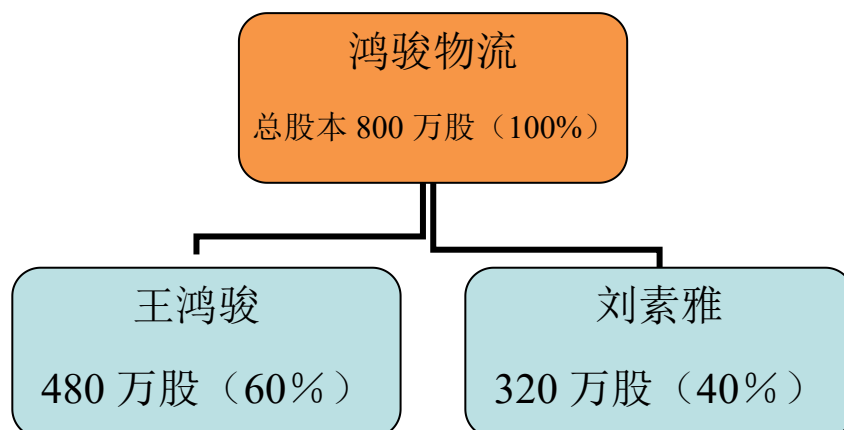 鸿骏物流
总股本 800 万股（100%）
王鸿骏
480 万股（60％）
刘素雅
320 万股（40％）